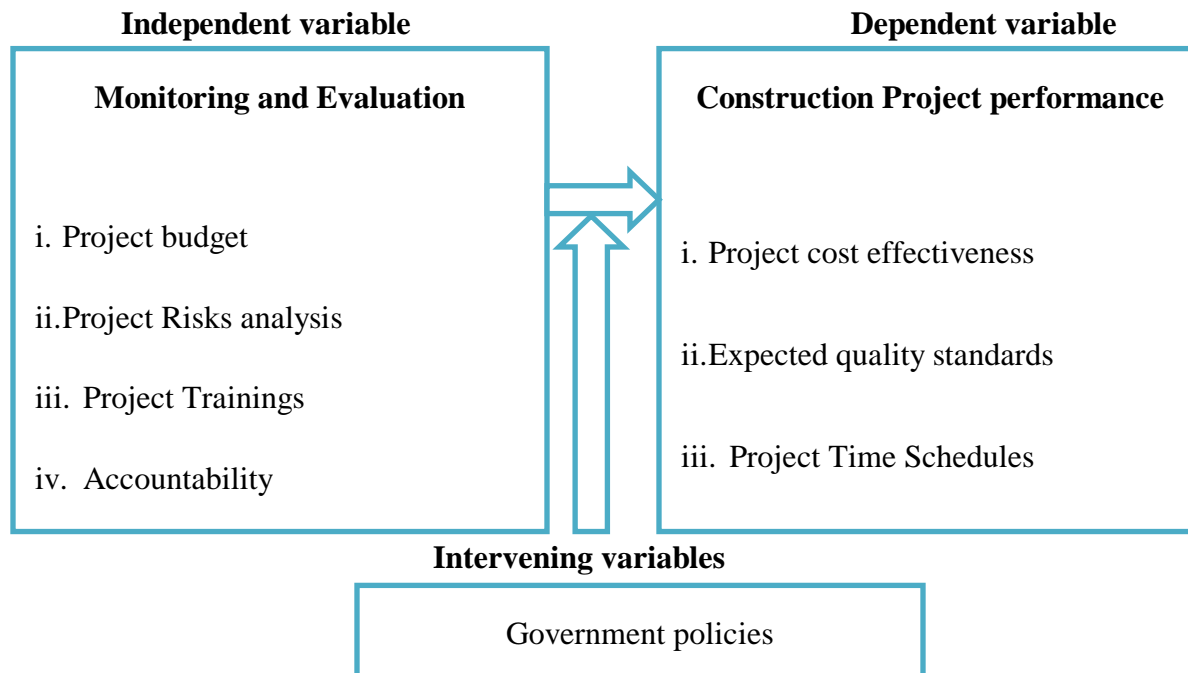 Independent variable
Monitoring and Evaluation
i. Project budget
ii.Project Risks analysis
iii. Project Trainings
iv. Accountability
Dependent variable
Construction Project performance
i. Project cost effectiveness
ii.Expected quality standards
iii. Project Time Schedules
Intervening variables
Government policies